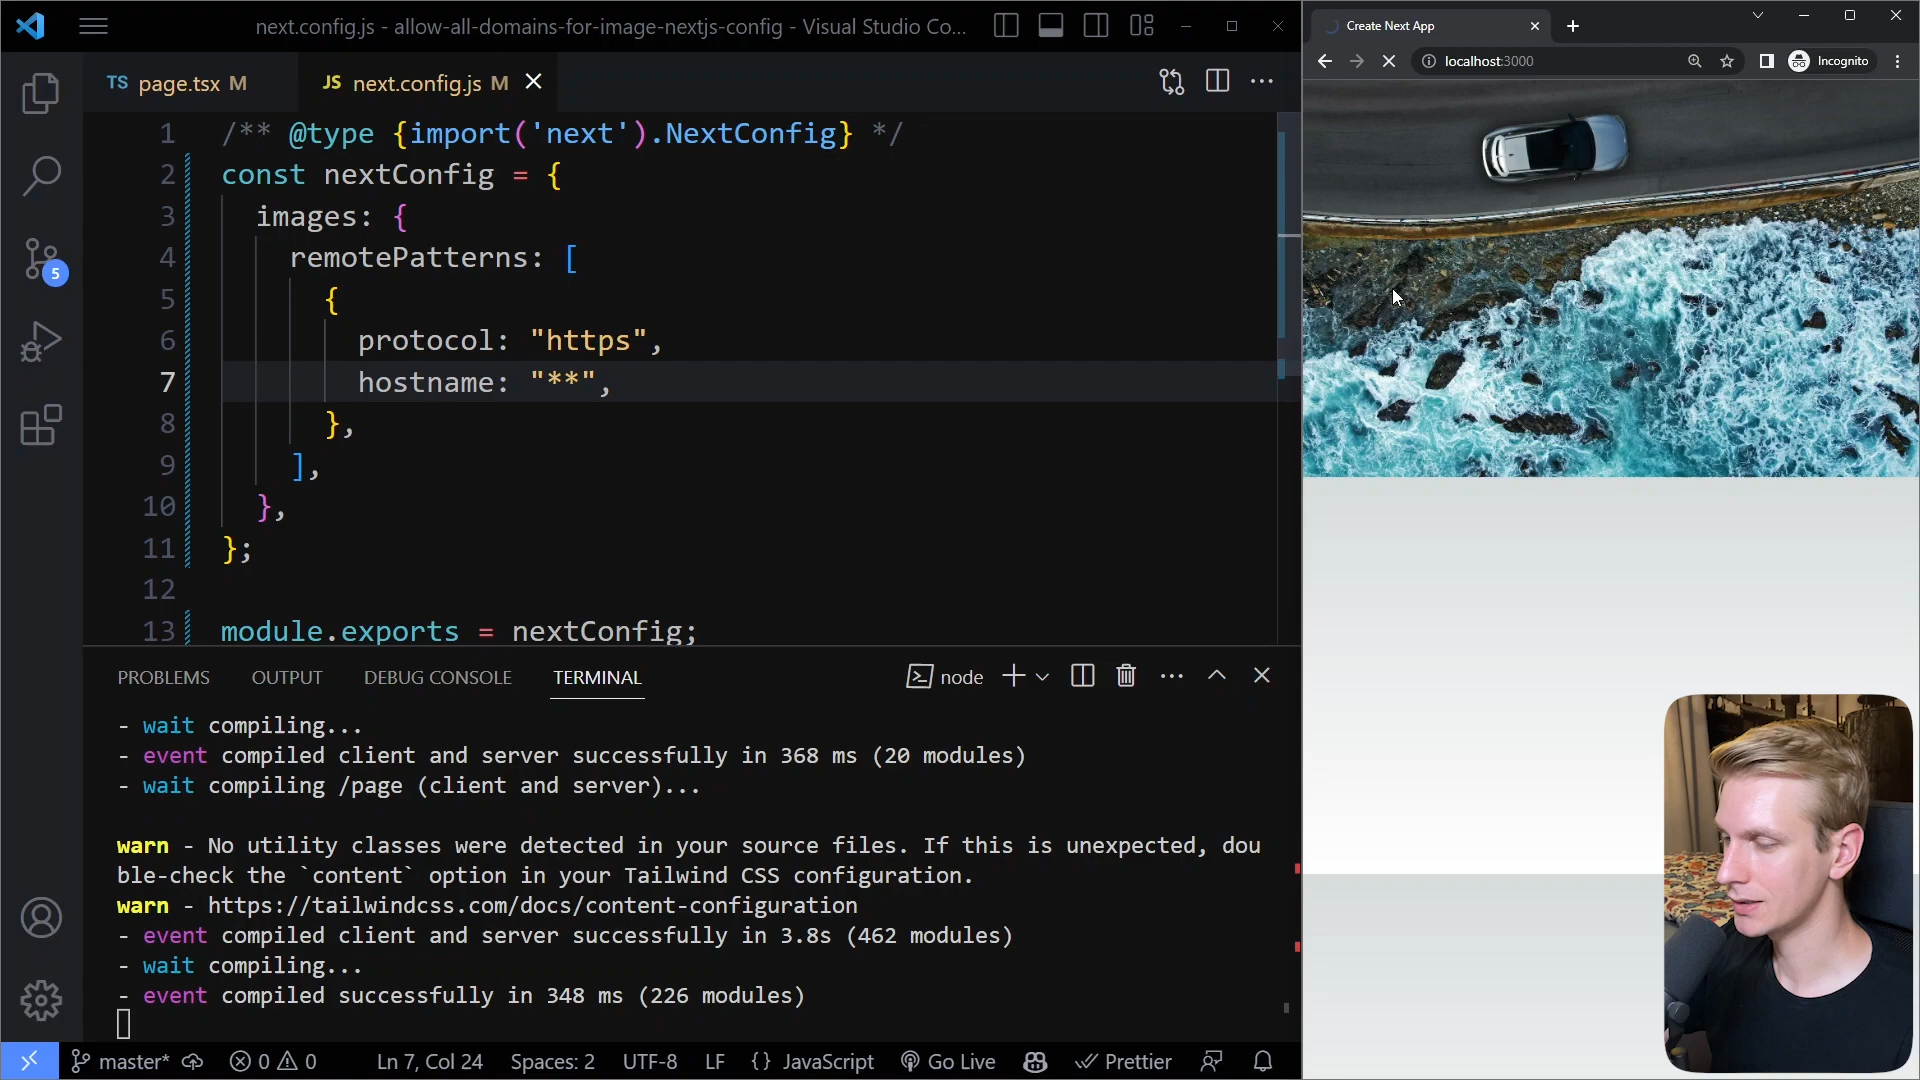 next.config.js - allow-all-domains-for-image-nextjs-config - Visual Studio Co...
TS page.tsx M
JS next.config.js M
1 /** @type {import('next').NextConfig} */
2 const nextConfig = {
3 images: {
4 remotePatterns: [
5 {
6 protocol: "https",
7 hostname: "**",
8 },
9 ],
10 },
11 };
12
13 module.exports = nextConfig;
5
PROBLEMS OUTPUT DEBUG CONSOLE TERMINAL node
- wait compiling...
- event compiled client and server successfully in 368 ms (20 modules)
- wait compiling /page (client and server)...
warn - No utility classes were detected in your source files. If this is unexpected, dou
ble-check the `content` option in your Tailwind CSS configuration.
warn - https://tailwindcss.com/docs/content-configuration
- event compiled client and server successfully in 3.8s (462 modules)
- wait compiling...
- event compiled successfully in 348 ms (226 modules)
master* 0 0 Ln 7, Col 24 Spaces: 2 UTF-8 LF {} JavaScript Go Live Prettier
Create Next App
localhost:3000 Incognito